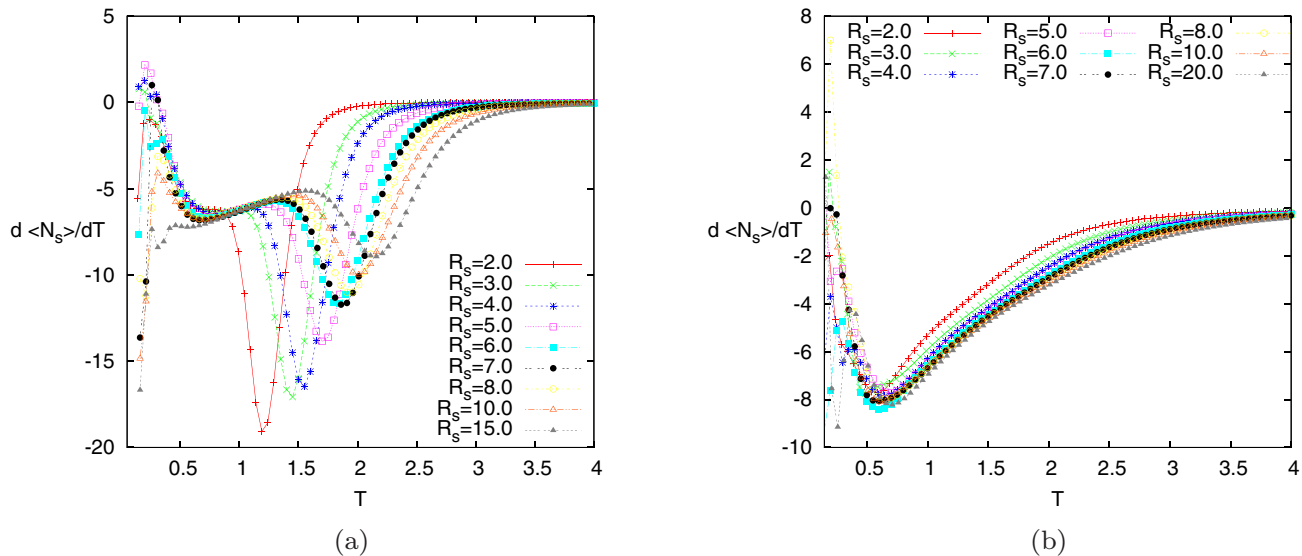 5
0
-5
-10
-15
-20
d <N_s>/dT
0.5 1 1.5 2 2.5 3 3.5 4
T
R_s=2.0
R_s=3.0
R_s=4.0
R_s=5.0
R_s=6.0
R_s=7.0
R_s=8.0
R_s=10.0
R_s=15.0
(a)
8
6
4
2
0
-2
-4
-6
-8
-10
d <N_s>/dT
0.5 1 1.5 2 2.5 3 3.5 4
T
R_s=2.0 R_s=5.0 R_s=8.0
R_s=3.0 R_s=6.0 R_s=10.0
R_s=4.0 R_s=7.0 R_s=20.0
(b)